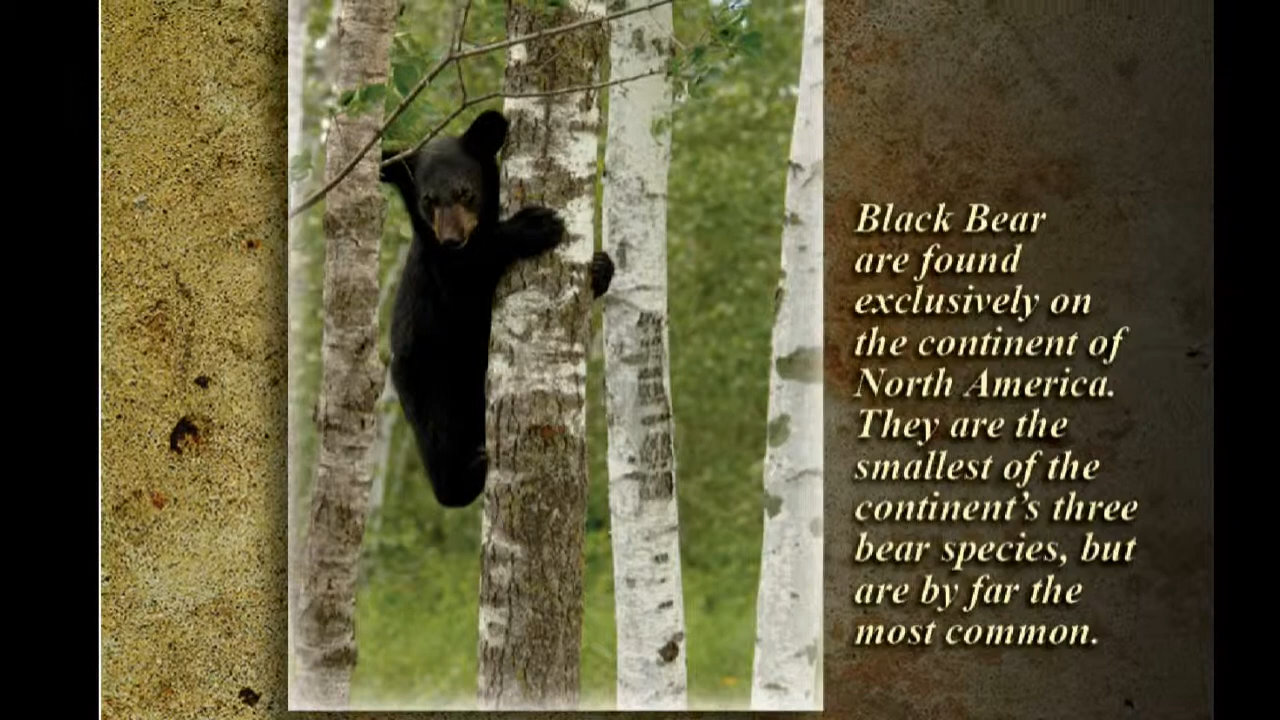 Black Bear
are found
exclusively on
the continent of
North America.
They are the
smallest of the
continent's three
bear species, but
are by far the
most common.